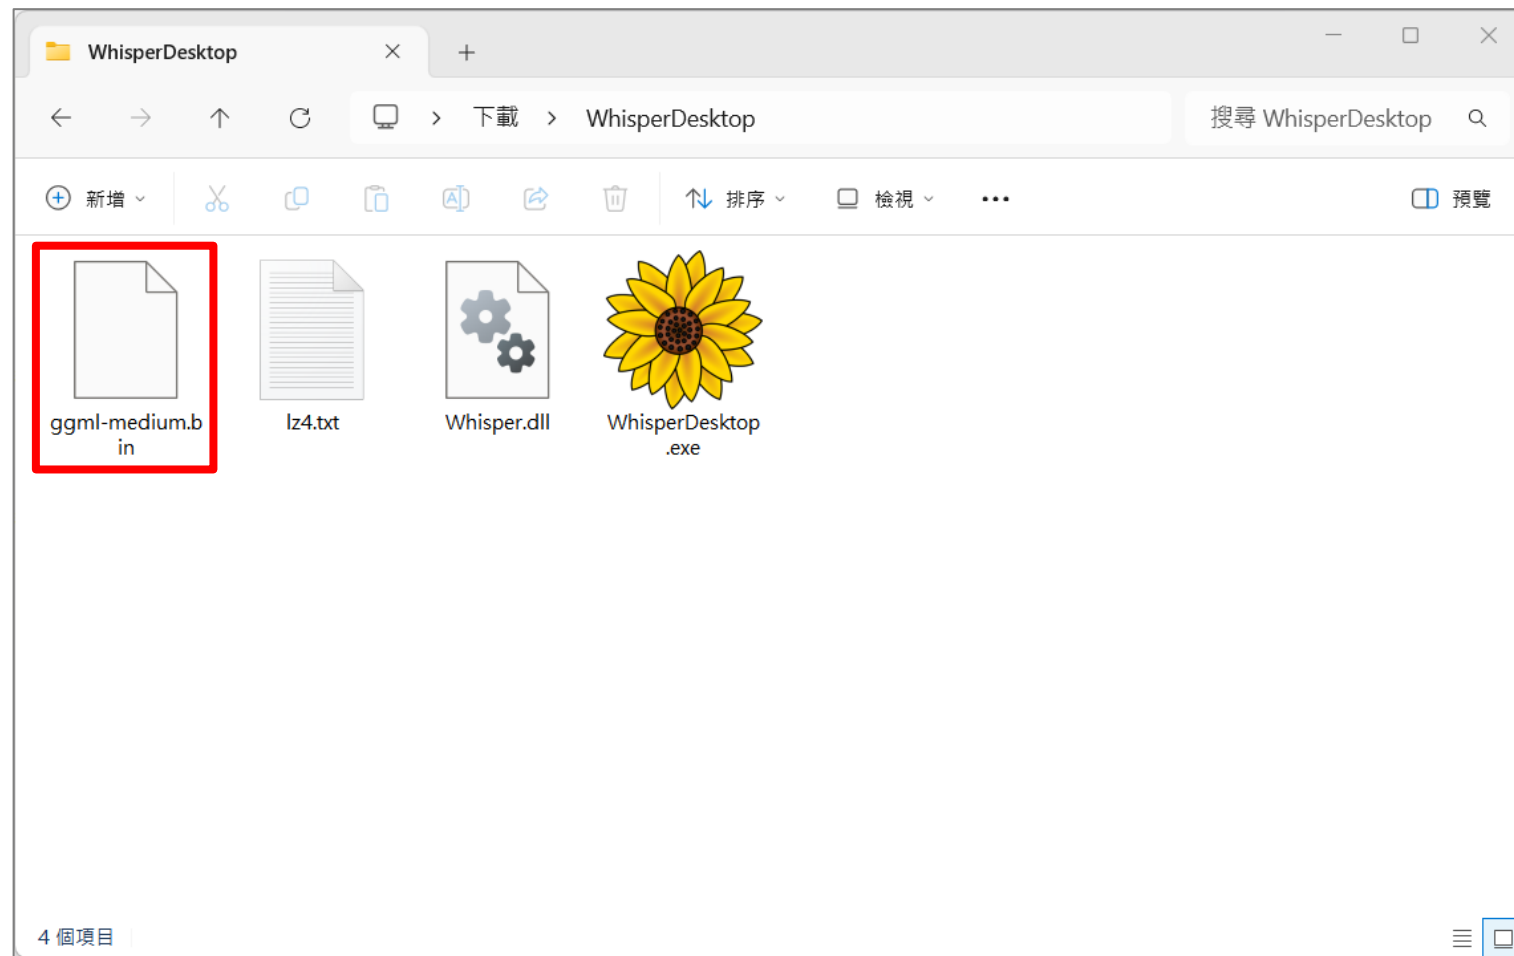 WhisperDesktop
下載 > WhisperDesktop
搜尋 WhisperDesktop
新增
排序
檢視
預覽
ggml-medium.b
in
lz4.txt
Whisper.dll
WhisperDesktop
.exe
4 個項目